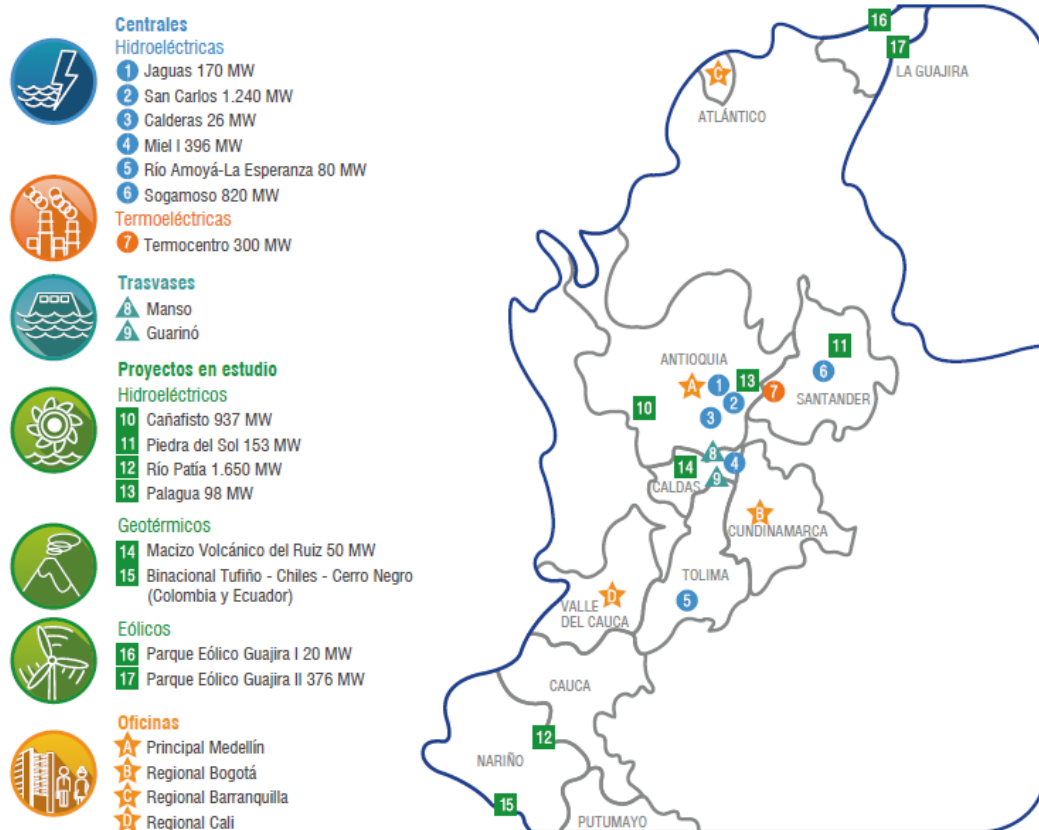 Centrales
Hidroeléctricas
1 Jaguas 170 MW
2 San Carlos 1.240 MW
3 Calderas 26 MW
4 Miel I 396 MW
5 Río Amoyá-La Esperanza 80 MW
6 Sogamoso 820 MW
Termoeléctricas
7 Termocentro 300 MW
Trasvases
8 Manso
9 Guarinó
Proyectos en estudio
Hidroeléctricos
10 Cañafisto 937 MW
11 Piedra del Sol 153 MW
12 Río Patía 1.650 MW
13 Palagua 98 MW
Geotérmicos
14 Macizo Volcánico del Ruiz 50 MW
15 Binacional Tufiño - Chiles - Cerro Negro
(Colombia y Ecuador)
Eólicos
16 Parque Eólico Guajira I 20 MW
17 Parque Eólico Guajira II 376 MW
Oficinas
A Principal Medellín
B Regional Bogotá
C Regional Barranquilla
D Regional Cali
16
17
LA GUAJIRA
C
ATLÁNTICO
ANTIOQUIA
11
A 1 13 6
2 7
SANTANDER
10 3
8
14 4
CALDAS 9
B
CUNDINAMARCA
TOLIMA
D 5
VALLE
DEL CAUCA
CAUCA
12
NARIÑO
15
PUTUMAYO